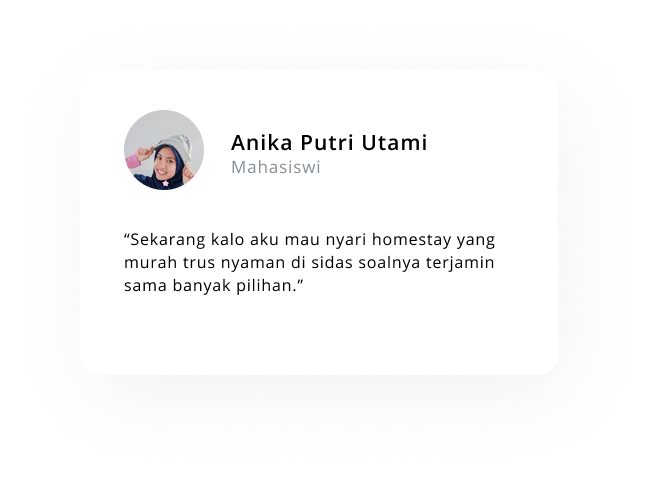 Anika Putri Utami
Mahasiswi
“Sekarang kalo aku mau nyari homestay yang
murah trus nyaman di sidas soalnya terjamin
sama banyak pilihan.”